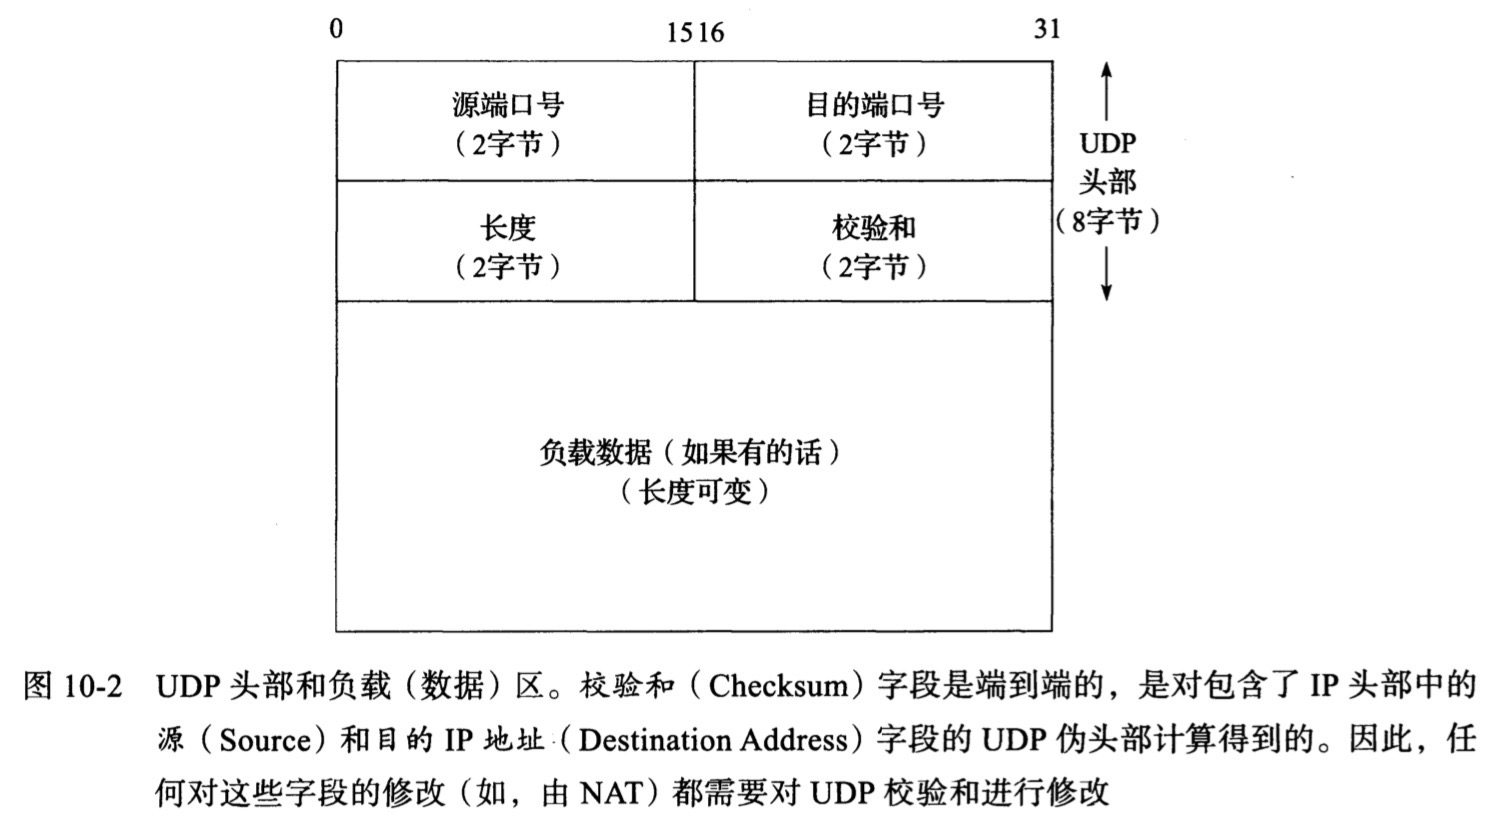 0 15 16 31
源端口号 目的端口号
（2字节） （2字节）
UDP
头部
（8字节）
长度 校验和
（2字节） （2字节）
负载数据（如果有的话）
（长度可变）
图 10-2 UDP 头部和负载（数据）区。校验和（Checksum）字段是端到端的，是对包含了 IP 头部中的
源（Source）和目的 IP 地址（Destination Address）字段的 UDP 伪头部计算得到的。因此，任
何对这些字段的修改（如，由 NAT）都需要对 UDP 校验和进行修改